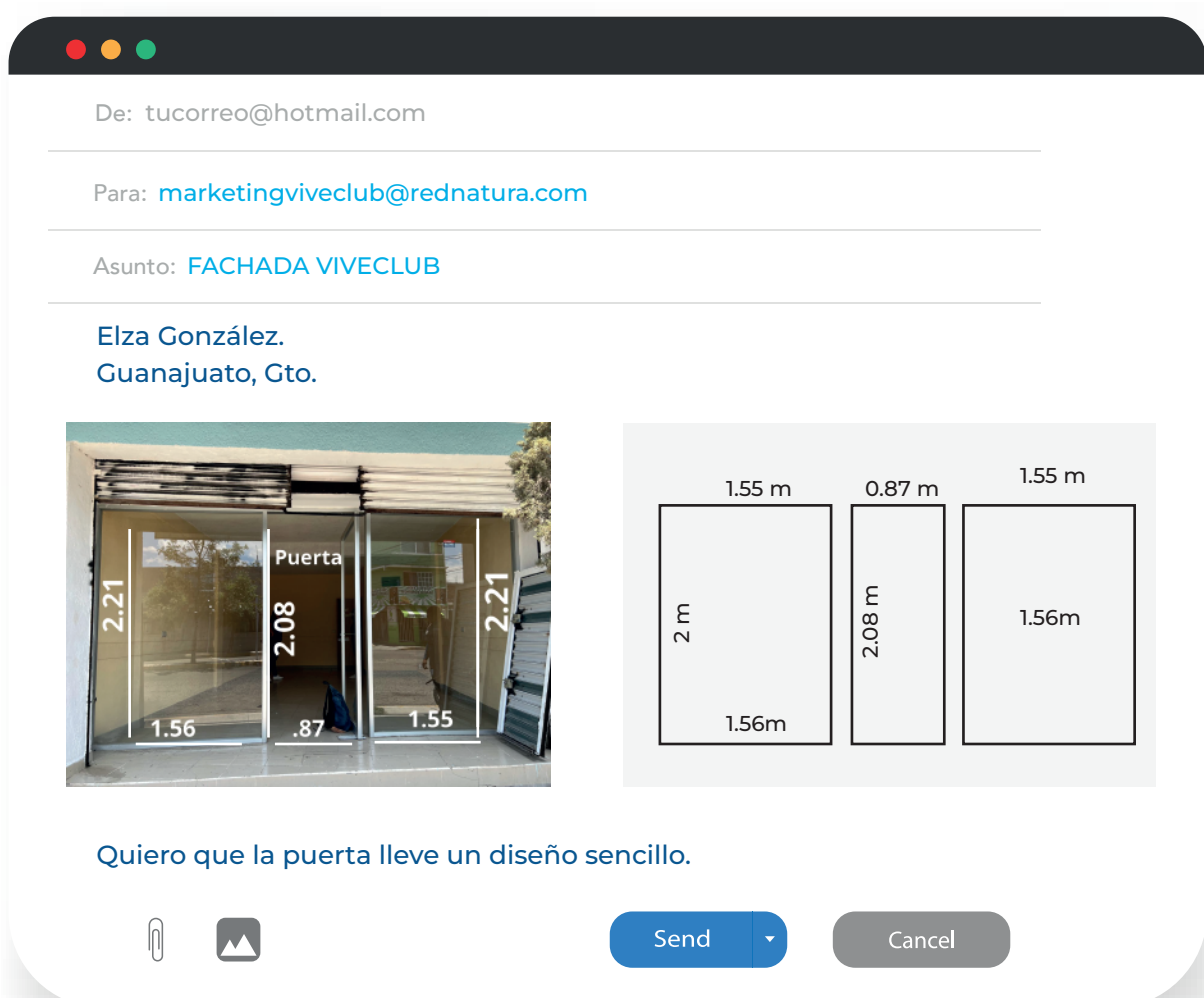 De: tucorreo@hotmail.com
Para: marketingviveclub@rednatura.com
Asunto: FACHADA VIVECLUB
Elza González.
Guanajuato, Gto.
Puerta
2.21
2.08
2.21
1.56
.87
1.55
1.55 m
0.87 m
1.55 m
2 m
2.08 m
1.56m
1.56m
Quiero que la puerta lleve un diseño sencillo.
Send
Cancel